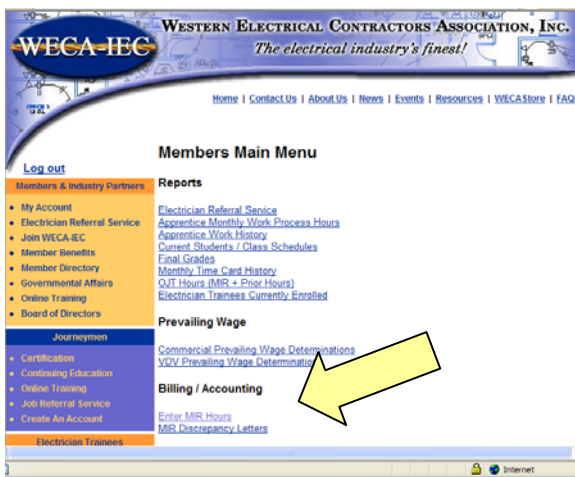 WECA-IEC
WESTERN ELECTRICAL CONTRACTORS ASSOCIATION, INC.
The electrical industry's finest!
Home | Contact Us | About Us | News | Events | Resources | WECAStore | FAQ
Log out
Members & Industry Partners
• My Account
• Electrician Referral Service
• Join WECA-IEC
• Member Benefits
• Member Directory
• Governmental Affairs
• Online Training
• Board of Directors
Journeymen
• Certification
• Continuing Education
• Online Training
• Job Referral Service
• Create An Account
Electrician Trainees
Members Main Menu
Reports
Electrician Referral Service
Apprentice Monthly Work Process Hours
Apprentice Work History
Current Students / Class Schedules
Final Grades
Monthly Time Card History
OJT Hours (MIR + Prior Hours)
Electrician Trainees Currently Enrolled
Prevailing Wage
Commercial Prevailing Wage Determinations
VDV Prevailing Wage Determinatio
Billing / Accounting
Enter MIR Hours
MIR Discrepancy Letters
Internet